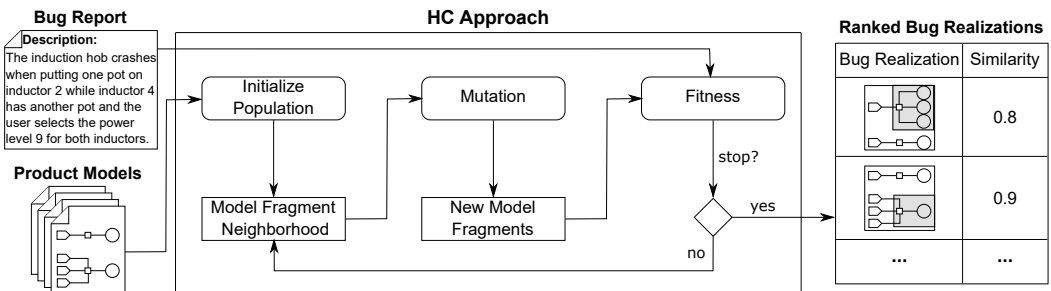 Bug Report
Description:
The induction hob crashes
when putting one pot on
inductor 2 while inductor 4
has another pot and the
user selects the power
level 9 for both inductors.
Product Models
HC Approach
Initialize
Population
Mutation
Fitness
stop?
Model Fragment
Neighborhood
New Model
Fragments
yes
no
Ranked Bug Realizations
Bug Realization Similarity
0.8
0.9
... ...